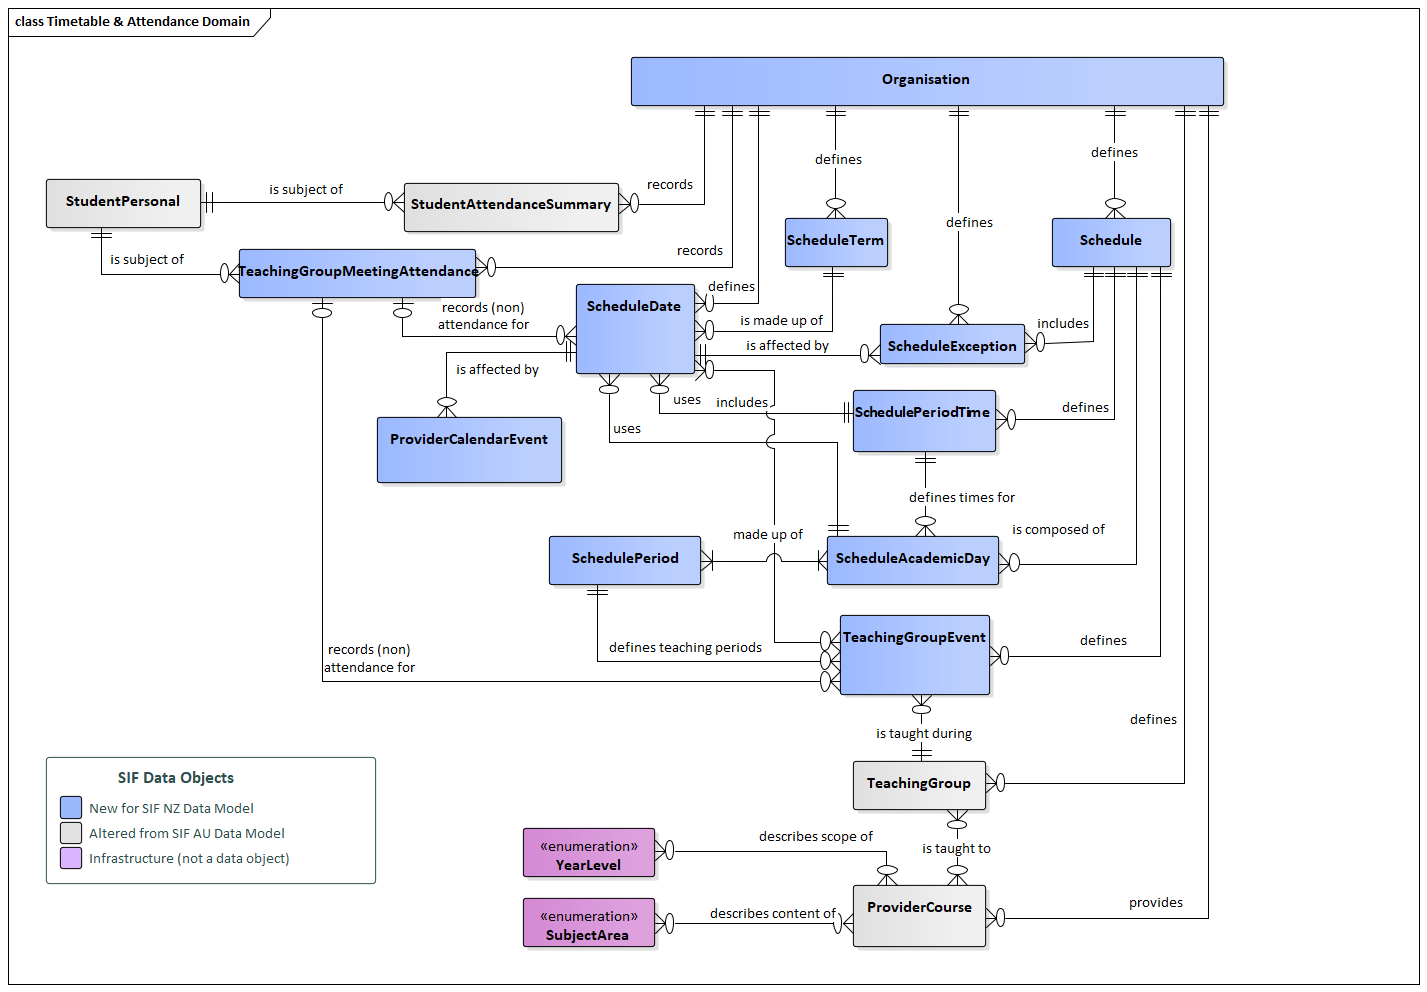 class Timetable & Attendance Domain
Organisation
defines
defines
StudentPersonal
is subject of
StudentAttendanceSummary
records
defines
ScheduleTerm
Schedule
is subject of
TeachingGroupMeetingAttendance
records
defines
ScheduleDate
records (non)
attendance for
is made up of
includes
is affected by
ScheduleException
is affected by
uses
includes
SchedulePeriodTime
defines
uses
ProviderCalendarEvent
defines times for
is composed of
made up of
SchedulePeriod
ScheduleAcademicDay
TeachingGroupEvent
defines
defines teaching periods
records (non)
attendance for
defines
is taught during
SIF Data Objects
New for SIF NZ Data Model
Altered from SIF AU Data Model
Infrastructure (not a data object)
TeachingGroup
describes scope of
is taught to
«enumeration»
YearLevel
provides
ProviderCourse
describes content of
«enumeration»
SubjectArea